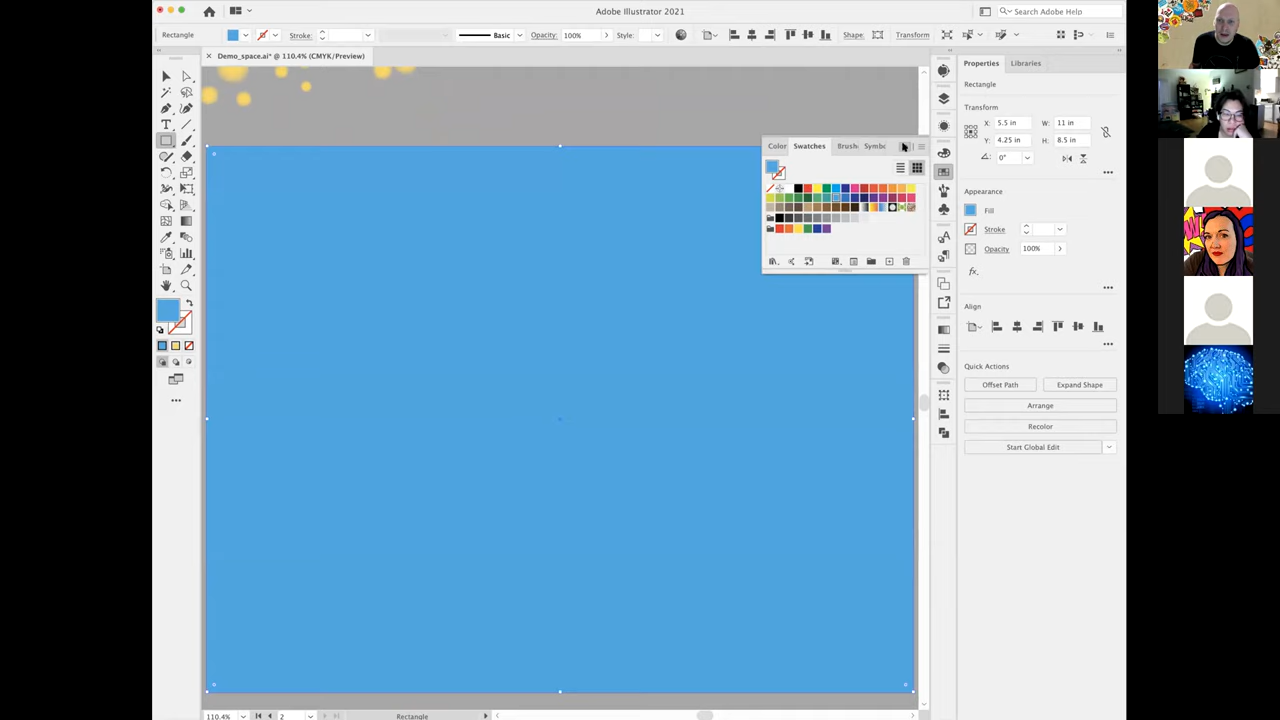 Adobe Illustrator 2021
Search Adobe Help
Rectangle
Stroke:
Basic
Opacity:
100%
Style:
Shape:
Transform
× Demo_space.ai* @ 110.4% (CMYK/Preview)
Color
Swatches
Brush
Symbo
Properties
Libraries
Rectangle
Transform
X: 5.5 in
W: 11 in
Y: 4.25 in
H: 8.5 in
0°
Appearance
Fill
Stroke
Opacity
100%
fx.
Align
Quick Actions
Offset Path
Expand Shape
Arrange
Recolor
Start Global Edit
110.4%
2
Rectangle